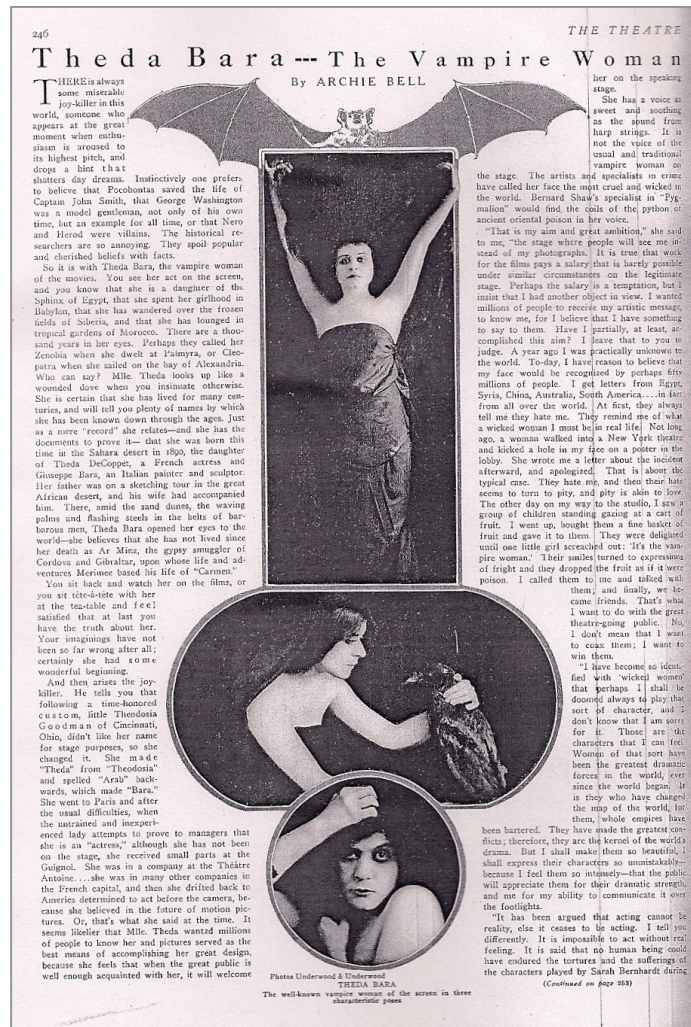 246
THE THEATRE
Theda Bara --- The Vampire Woman
By ARCHIE BELL
THERE is always
some miserable
joy-killer in this
world, someone who
appears at the great
moment when enthu-
siasm is aroused to
its highest pitch, and
drops a hint that
shatters day dreams. Instinctively one prefers
to believe that Pocohontas saved the life of
Captain John Smith, that George Washington
was a model gentleman, not only of his own
time, but an example for all time, or that Nero
and Herod were villains. The historical re-
searchers are so annoying. They spoil popular
and cherished beliefs with facts.
So it is with Theda Bara, the vampire woman
of the movies. You see her act on the screen,
and you know that she is a daughter of the
Sphinx of Egypt, that she spent her girlhood in
Babylon, that she has wandered over the frozen
fields of Siberia, and that she has lounged in
tropical gardens of Morocco. There are a thou-
sand years in her eyes. Perhaps they called her
Zenobia when she dwelt at Palmyra, or Cleo-
patra when she sailed on the bay of Alexandria.
Who can say? Mlle. Theda looks up like a
wounded dove when you insinuate otherwise.
She is certain that she has lived for many cen-
turies, and will tell you plenty of names by which
she has been known down through the ages. Just
as a mere "record" she relates—and she has the
documents to prove it— that she was born this
time in the Sahara desert in 1890, the daughter
of Theda DeCoppet, a French actress and
Giuseppe Bara, an Italian painter and sculptor.
Her father was on a sketching tour in the great
African desert, and his wife had accompanied
him. There, amid the sand dunes, the waving
palms and flashing steels in the belts of bar-
barous men, Theda Bara opened her eyes to the
world—she believes that she has not lived since
her death as Ar Minz, the gypsy smuggler of
Cordova and Gibraltar, upon whose life and ad-
ventures Merimee based his life of "Carmen."
You sit back and watch her on the films, or
you sit tête-à-tête with her
at the tea-table and feel
satisfied that at last you
have the truth about her.
Your imaginings have not
been so far wrong after all;
certainly she had some
wonderful beginning.
And then arises the joy-
killer. He tells you that
following a time-honored
custom, little Theodosia
Goodman of Cincinnati,
Ohio, didn't like her name
for stage purposes, so she
changed it. She made
"Theda" from "Theodosia"
and spelled "Arab" back-
wards, which made "Bara."
She went to Paris and after
the usual difficulties, when
the untrained and inexperi-
enced lady attempts to prove to managers that
she is an "actress," although she has not been
on the stage, she received small parts at the
Guignol. She was in a company at the Théâtre
Antoine....she was in many other companies in
the French capital, and then she drifted back to
America determined to act before the camera, be-
cause she believed in the future of motion pic-
tures. Or, that's what she said at the time. It
seems likelier that Mlle. Theda wanted millions
of people to know her and pictures served as the
best means of accomplishing her great design,
because she feels that when the great public is
well enough acquainted with her, it will welcome
Photos Underwood & Underwood
THEDA BARA
The well-known vampire woman of the screen in three
characteristic poses
her on the speaking
stage.
She has a voice as
sweet and soothing
as the sound from
harp strings. It is
not the voice of the
usual and traditional
vampire woman on
the stage. The artists and specialists in crime
have called her face the most cruel and wicked in
the world. Bernard Shaw's specialist in "Pyg-
malion" would find the coils of the python or
ancient oriental poison in her voice.
"That is my aim and great ambition," she said
to me, "the stage where people will see me in-
stead of my photographs. It is true that work
for the films pays a salary that is barely possible
under similar circumstances on the legitimate
stage. Perhaps the salary is a temptation, but I
insist that I had another object in view. I wanted
millions of people to receive my artistic message,
to know me, for I believe that I have something
to say to them. Have I partially, at least, ac-
complished this aim? I leave that to you to
judge. A year ago I was practically unknown to
the world. To-day, I have reason to believe that
my face would be recognized by perhaps fifty
millions of people. I get letters from Egypt,
Syria, China, Australia, South America....in fact
from all over the world. At first, they always
tell me they hate me. They remind me of what
a wicked woman I must be in real life. Not long
ago, a woman walked into a New York theatre
and kicked a hole in my face on a poster in the
lobby. She wrote me a letter about the incident
afterward, and apologized. That is about the
typical case. They hate me, and then their hate
seems to turn to pity, and pity is akin to love.
The other day on my way to the studio, I saw a
group of children standing gazing at a cart of
fruit. I went up, bought them a fine basket of
fruit and gave it to them. They were delighted
until one little girl screached out: 'It's the vam-
pire woman.' Their smiles turned to expressions
of fright and they dropped the fruit as if it were
poison. I called them to me and talked with
them; and finally, we be-
came friends. That's what
I want to do with the great
theatre-going public. No,
I don't mean that I want
to coax them; I want to
win them.
"I have become so identi-
fied with 'wicked women'
that perhaps I shall be
doomed always to play that
sort of character, and I
don't know that I am sorry
for it. Those are the
characters that I can feel.
Women of that sort have
been the greatest dramatic
forces in the world, ever
since the world began. It
is they who have changed
the map of the world, for
them, whole empires have
been bartered. They have made the greatest con-
flicts; therefore, they are the kernel of the world's
drama. But I shall make them so beautiful, I
shall express their characters so unmistakably—
because I feel them so intensely—that the public
will appreciate them for their dramatic strength,
and me for my ability to communicate it over
the footlights.
"It has been argued that acting cannot be
reality, else it ceases to be acting. I tell you
differently. It is impossible to act without real
feeling. It is said that no human being could
have endured the tortures and the sufferings of
the characters played by Sarah Bernhardt during
(Continued on page 253)